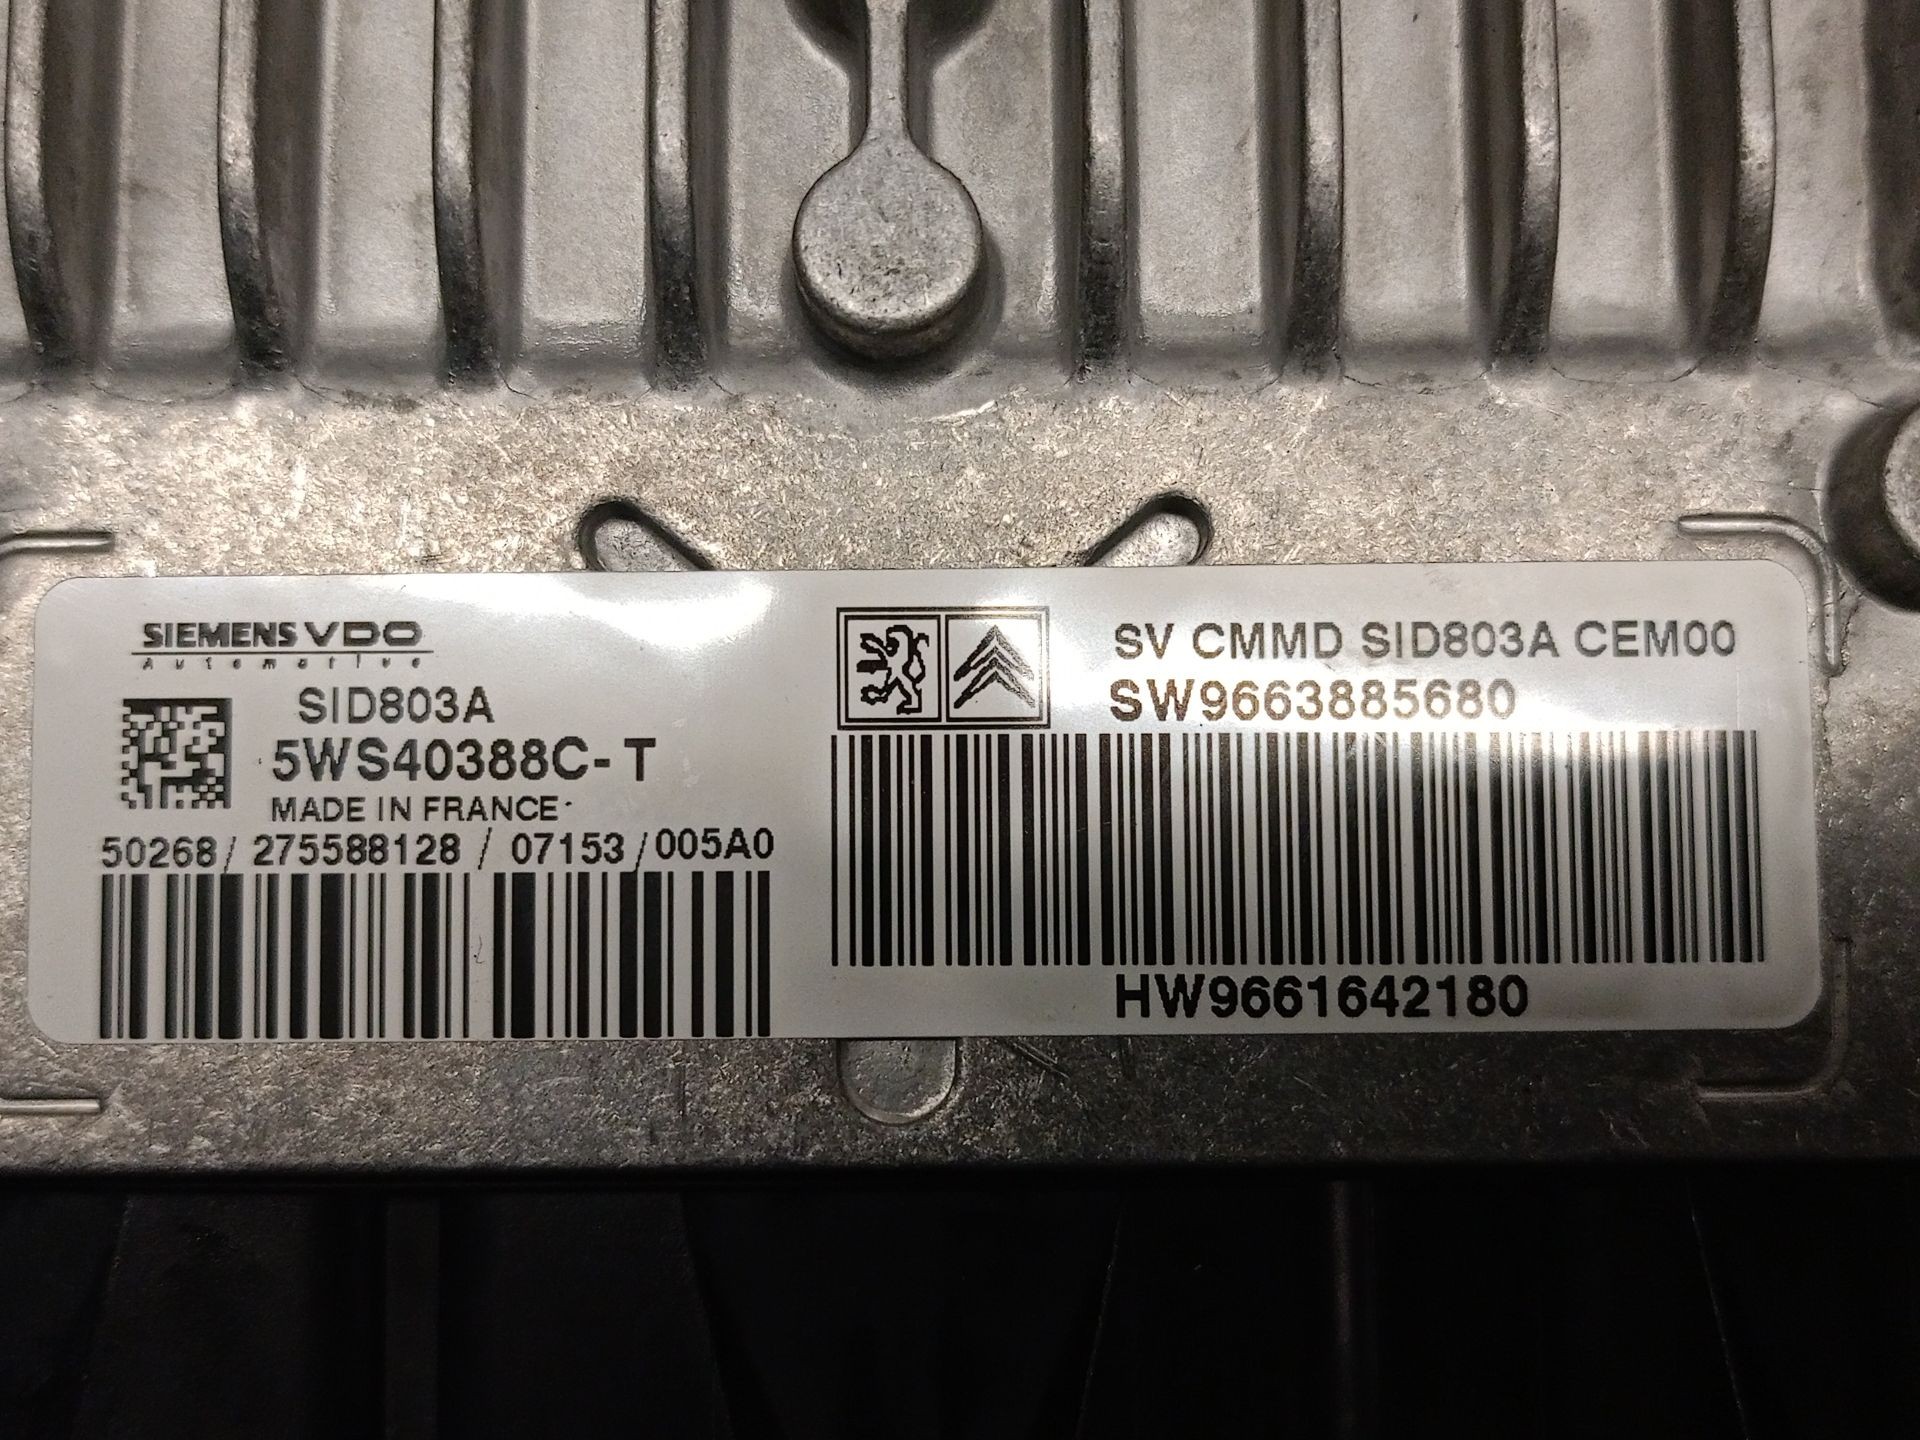 SIEMENS VDO
Automotive
SID803A
5WS40388C-T
MADE IN FRANCE
50268/275588128/07153/005A0
SV CMMD SID803A CEM00
SW9663885680
HW9661642180